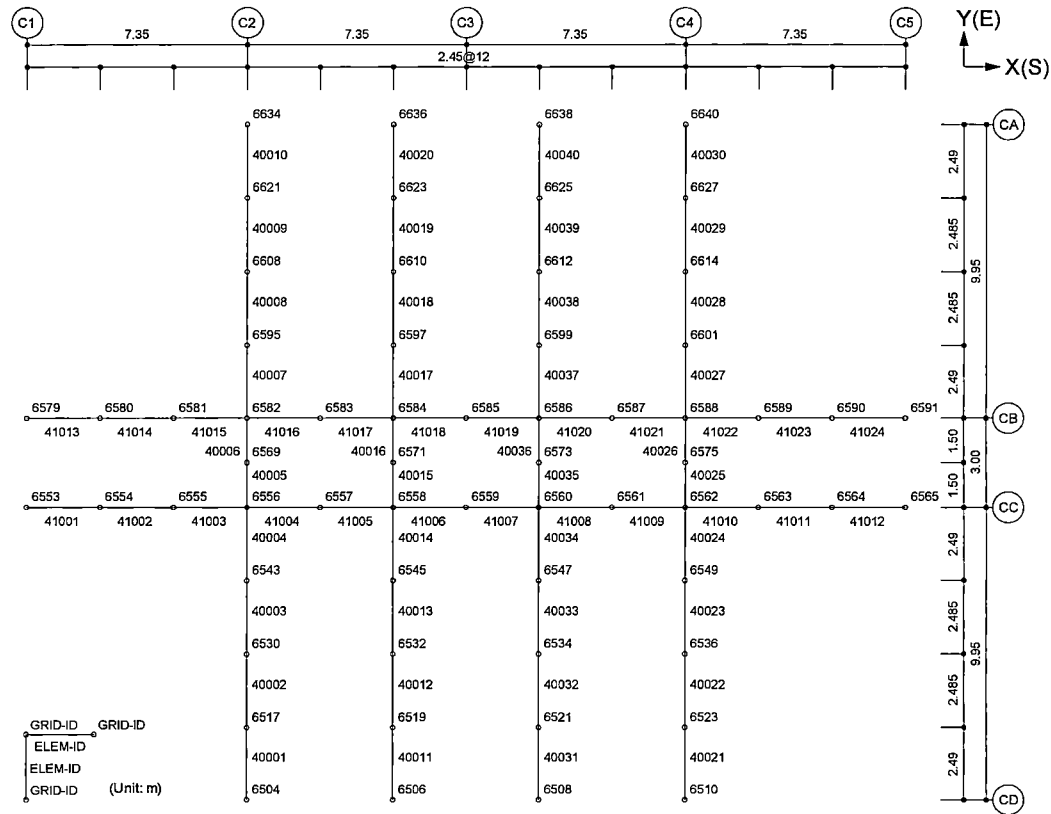 C1 C2 C3 C4 C5 Y(E)
7.35 7.35 7.35 7.35
2.45@12 X(S)
6634 6636 6638 6640 CA
40010 40020 40040 40030 2.49
6621 6623 6625 6627
40009 40019 40039 40029 2.485
6608 6610 6612 6614 9.95
40008 40018 40038 40028 2.485
6595 6597 6599 6601
40007 40017 40037 40027 2.49
6579 6580 6581 6582 6583 6584 6585 6586 6587 6588 6589 6590 6591 CB
41013 41014 41015 41016 41017 41018 41019 41020 41021 41022 41023 41024
40006 6569 40016 6571 40036 6573 40026 6575 1.50 3.00
40005 40015 40035 40025 1.50
6553 6554 6555 6556 6557 6558 6559 6560 6561 6562 6563 6564 6565 CC
41001 41002 41003 41004 41005 41006 41007 41008 41009 41010 41011 41012
40004 40014 40034 40024 2.49
6543 6545 6547 6549
40003 40013 40033 40023 2.485
6530 6532 6534 6536 9.95
40002 40012 40032 40022 2.485
6517 6519 6521 6523
GRID-ID GRID-ID
ELEM-ID 40001 40011 40031 40021 2.49
ELEM-ID
GRID-ID (Unit: m) 6504 6506 6508 6510 CD